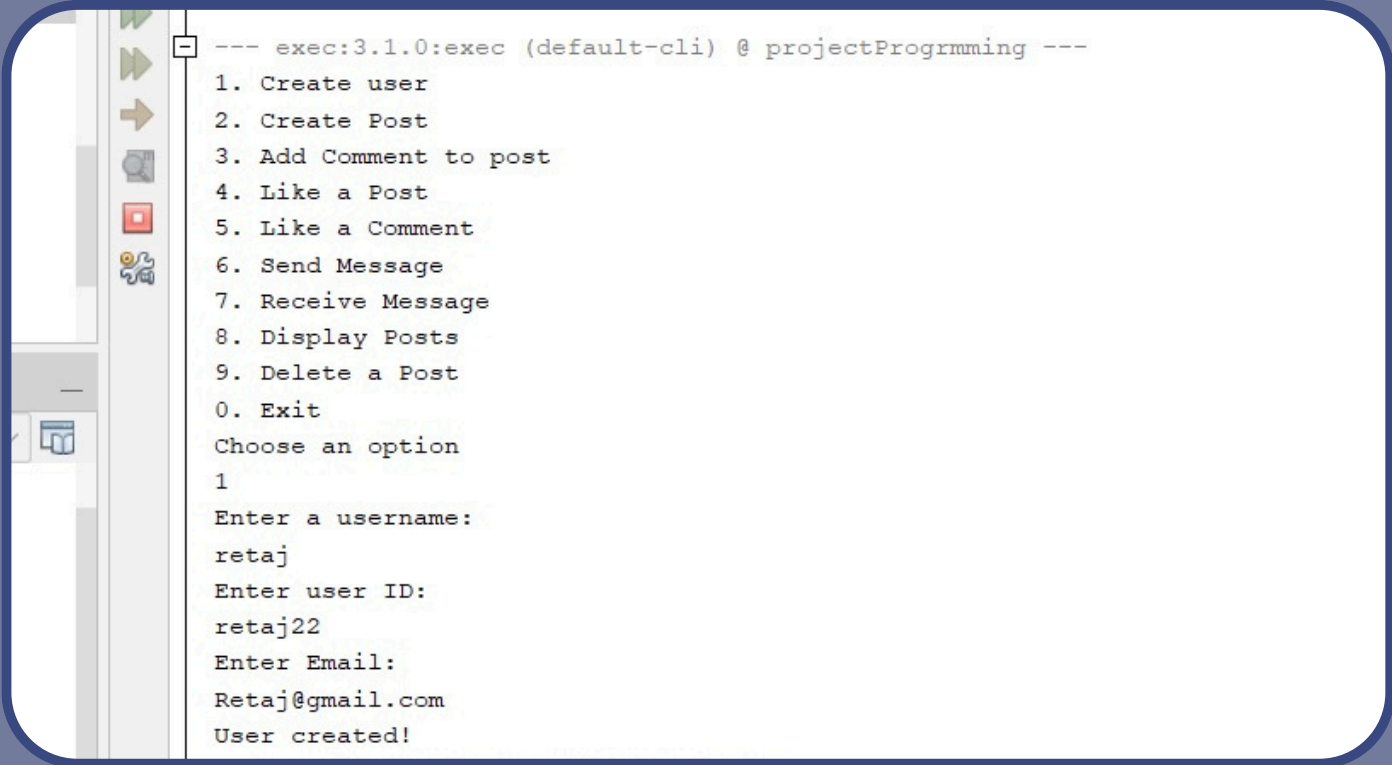 --- exec:3.1.0:exec (default-cli) @ projectProgrmming ---
1. Create user
2. Create Post
3. Add Comment to post
4. Like a Post
5. Like a Comment
6. Send Message
7. Receive Message
8. Display Posts
9. Delete a Post
0. Exit
Choose an option
1
Enter a username:
retaj
Enter user ID:
retaj22
Enter Email:
Retaj@gmail.com
User created!